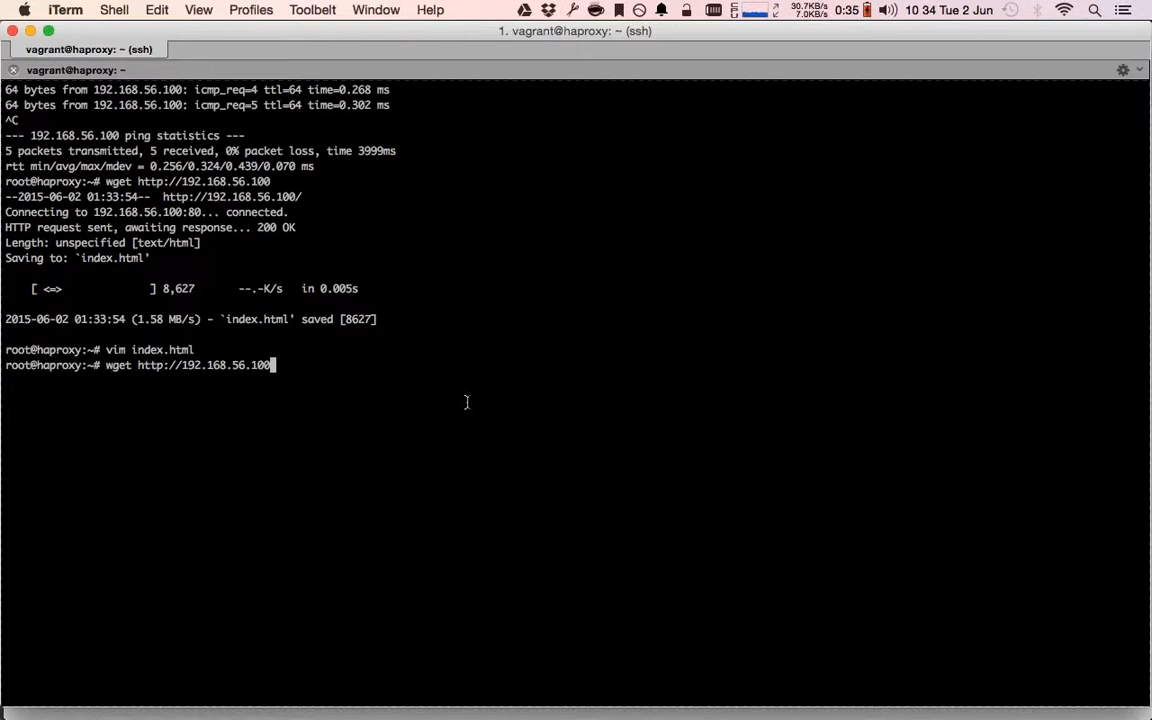 iTerm Shell Edit View Profiles Toolbelt Window Help 30.7KB/s 7.0KB/s 0:35 10 34 Tue 2 Jun
1. vagrant@haproxy: ~ (ssh)
vagrant@haproxy: ~ (ssh)
vagrant@haproxy: ~
64 bytes from 192.168.56.100: icmp_req=4 ttl=64 time=0.268 ms
64 bytes from 192.168.56.100: icmp_req=5 ttl=64 time=0.302 ms
^C
--- 192.168.56.100 ping statistics ---
5 packets transmitted, 5 received, 0% packet loss, time 3999ms
rtt min/avg/max/mdev = 0.256/0.324/0.439/0.070 ms
root@haproxy:~# wget http://192.168.56.100
--2015-06-02 01:33:54-- http://192.168.56.100/
Connecting to 192.168.56.100:80... connected.
HTTP request sent, awaiting response... 200 OK
Length: unspecified [text/html]
Saving to: `index.html'
[ <=> ] 8,627 --.-K/s in 0.005s
2015-06-02 01:33:54 (1.58 MB/s) - `index.html' saved [8627]
root@haproxy:~# vim index.html
root@haproxy:~# wget http://192.168.56.100